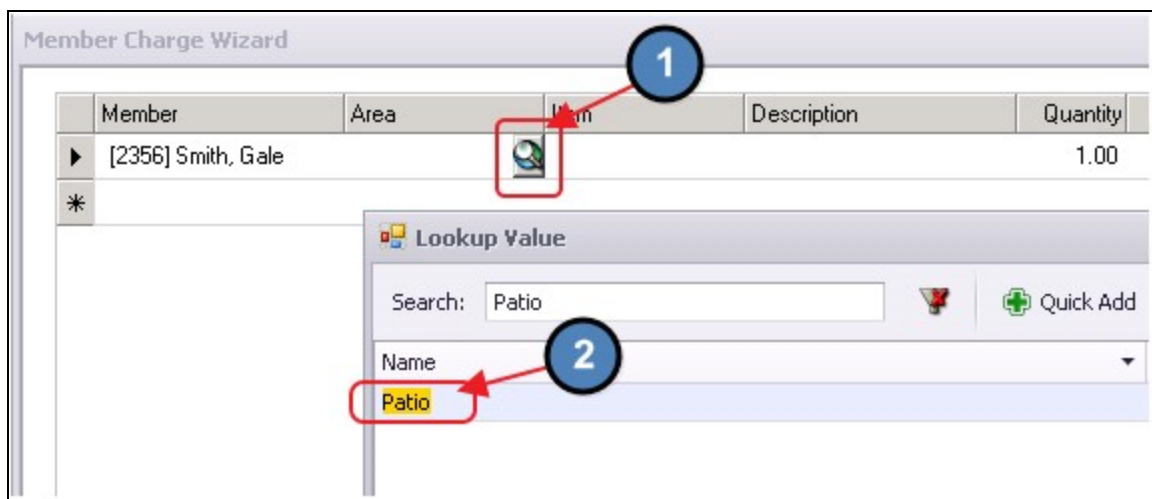 Member Charge Wizard
1
Member Area Item Description Quantity
[2356] Smith, Gale 1.00
Lookup Value
Search: Patio Quick Add
2
Name
Patio